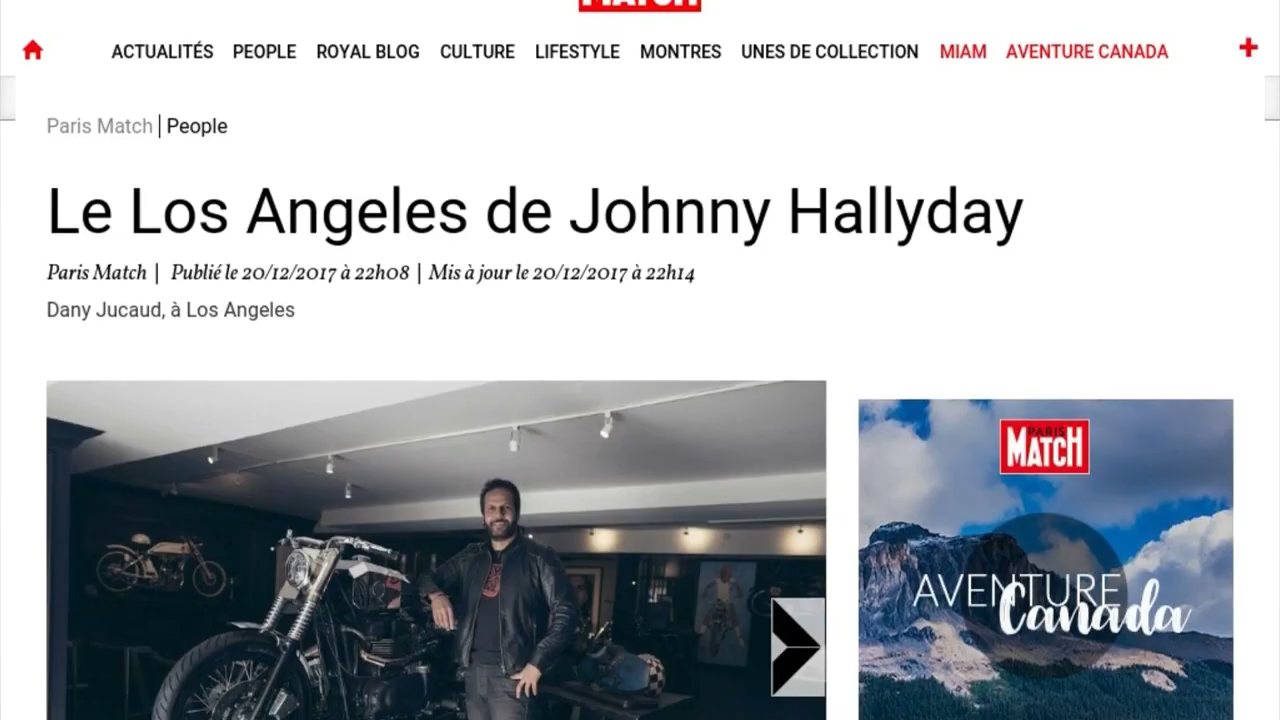 MATCH
ACTUALITÉS PEOPLE ROYAL BLOG CULTURE LIFESTYLE MONTRES UNES DE COLLECTION MIAM AVENTURE CANADA
Paris Match | People
Le Los Angeles de Johnny Hallyday
Paris Match | Publié le 20/12/2017 à 22h08 | Mis à jour le 20/12/2017 à 22h14
Dany Jucaud, à Los Angeles
PARIS
MATCH
AVENTURE
Canada